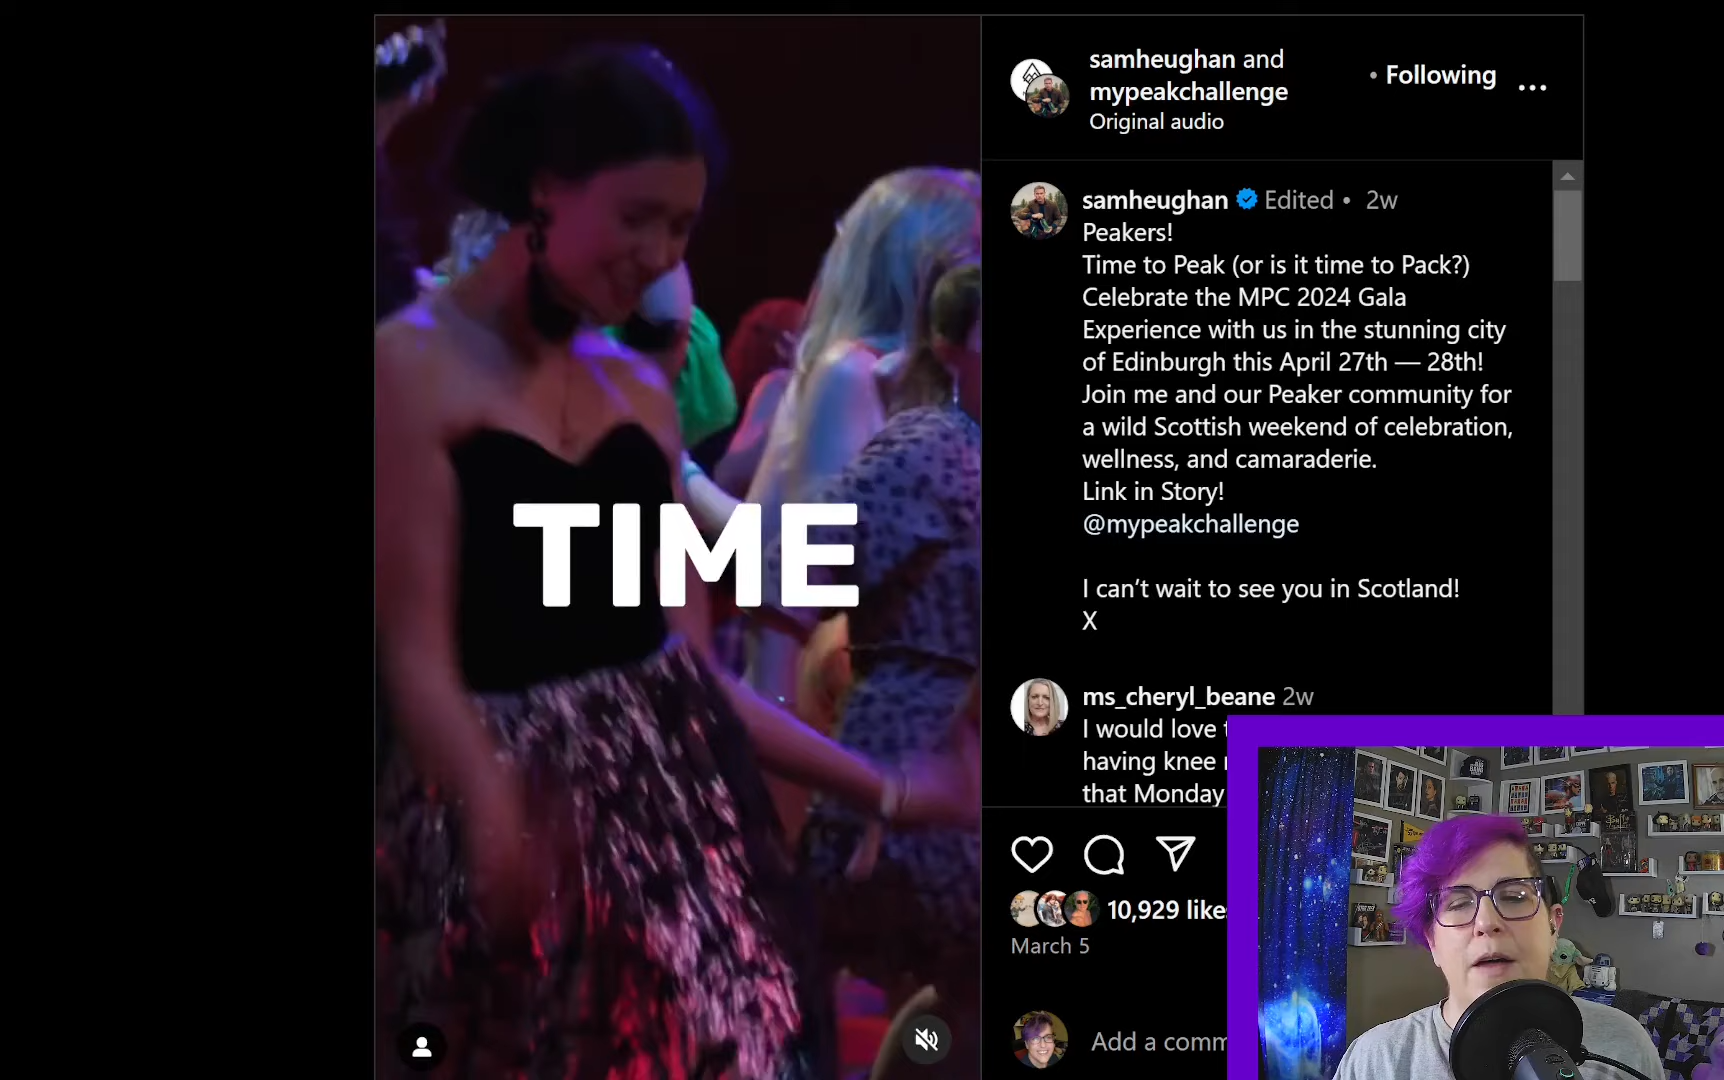 TIME
samheughan and
mypeakchallenge
Original audio
• Following
...
samheughan Edited • 2w
Peakers!
Time to Peak (or is it time to Pack?)
Celebrate the MPC 2024 Gala
Experience with us in the stunning city
of Edinburgh this April 27th — 28th!
Join me and our Peaker community for
a wild Scottish weekend of celebration,
wellness, and camaraderie.
Link in Story!
@mypeakchallenge
I can’t wait to see you in Scotland!
X
ms_cheryl_beane 2w
I would love
having knee
that Monday
10,929 like
March 5
Add a comm